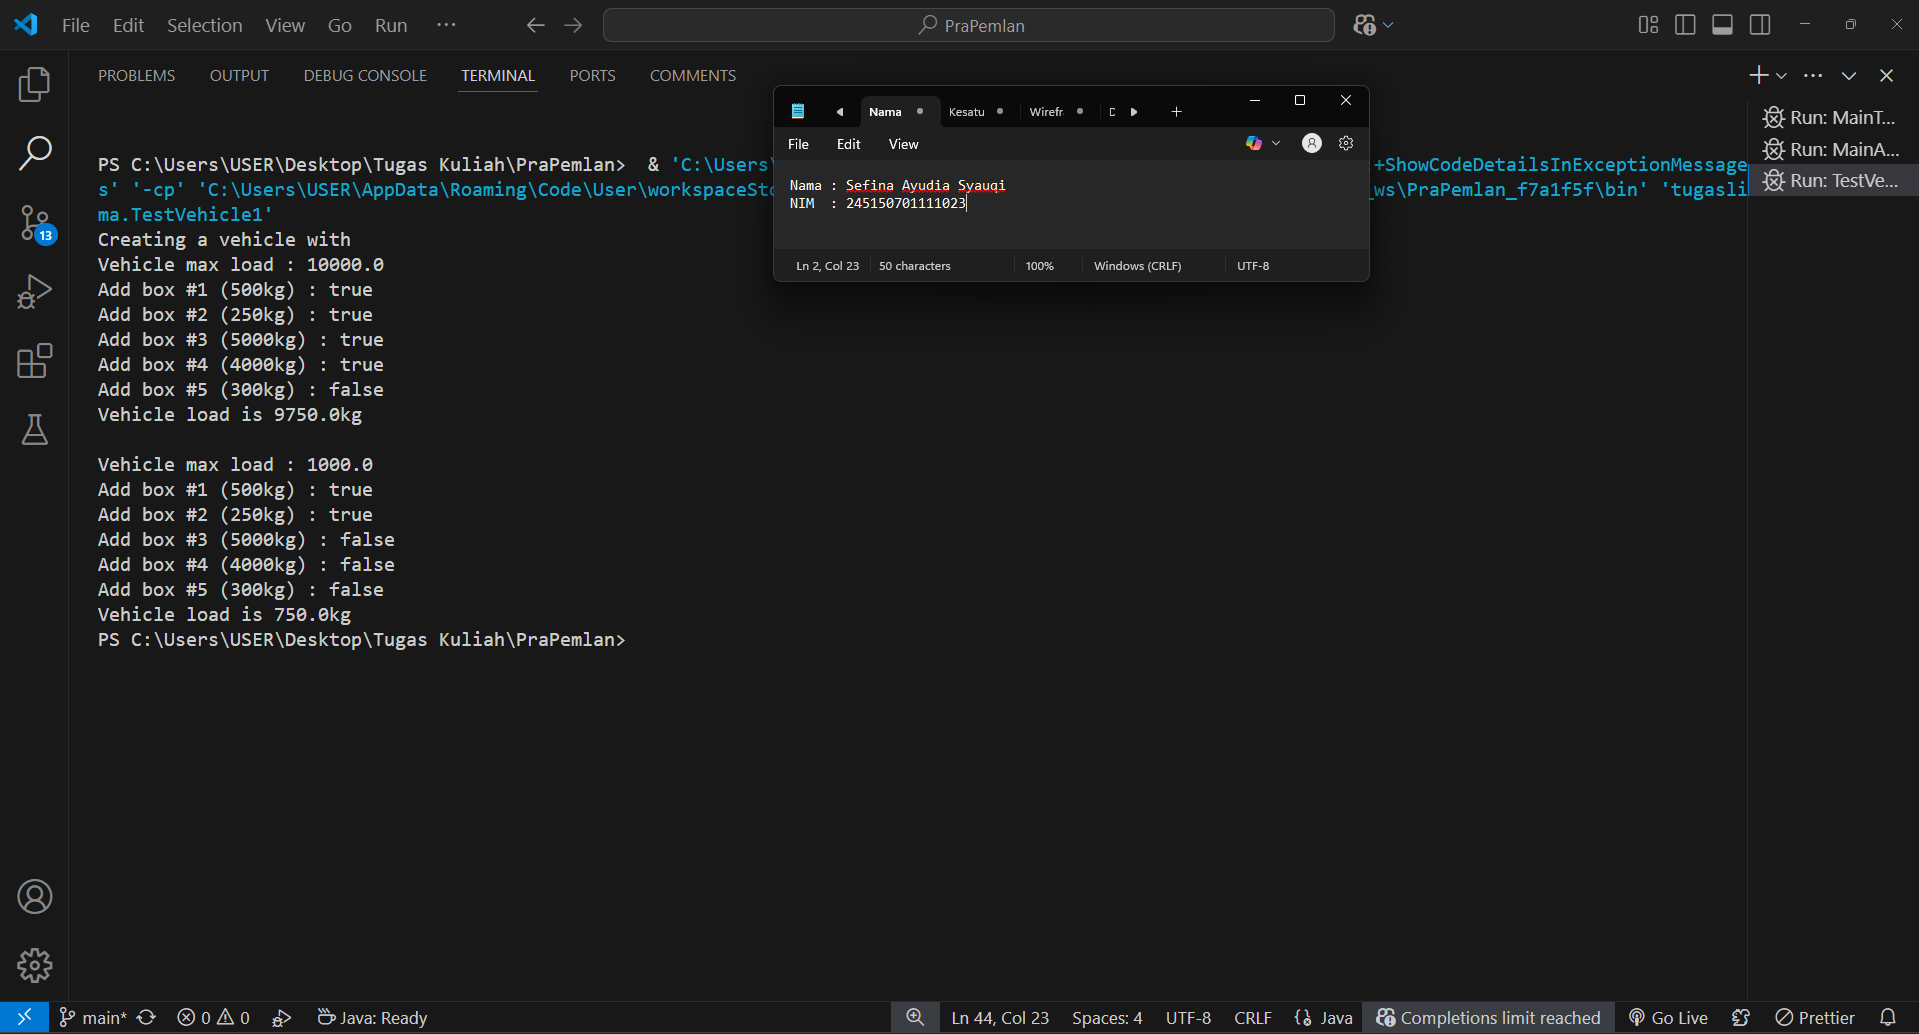 File Edit Selection View Go Run ···
PraPemlan
PROBLEMS OUTPUT DEBUG CONSOLE TERMINAL PORTS COMMENTS
Run: MainT...
Run: MainA...
Run: TestVe...
13
PS C:\Users\USER\Desktop\Tugas Kuliah\PraPemlan> & 'C:\Users\ :+ShowCodeDetailsInExceptionMessage
s' '-cp' 'C:\Users\USER\AppData\Roaming\Code\User\workspaceSto _ws\PraPemlan_f7a1f5f\bin' 'tugasli
ma.TestVehicle1'
Creating a vehicle with
Vehicle max load : 10000.0
Add box #1 (500kg) : true
Add box #2 (250kg) : true
Add box #3 (5000kg) : true
Add box #4 (4000kg) : true
Add box #5 (300kg) : false
Vehicle load is 9750.0kg
Vehicle max load : 1000.0
Add box #1 (500kg) : true
Add box #2 (250kg) : true
Add box #3 (5000kg) : false
Add box #4 (4000kg) : false
Add box #5 (300kg) : false
Vehicle load is 750.0kg
PS C:\Users\USER\Desktop\Tugas Kuliah\PraPemlan>
Nama Kesatu Wirefr
File Edit View
Nama : Sefina Ayudia Syauqi
NIM : 245150701111023
Ln 2, Col 23 50 characters 100% Windows (CRLF) UTF-8
main* 0 0 Java: Ready Ln 44, Col 23 Spaces: 4 UTF-8 CRLF Java Completions limit reached Go Live Prettier